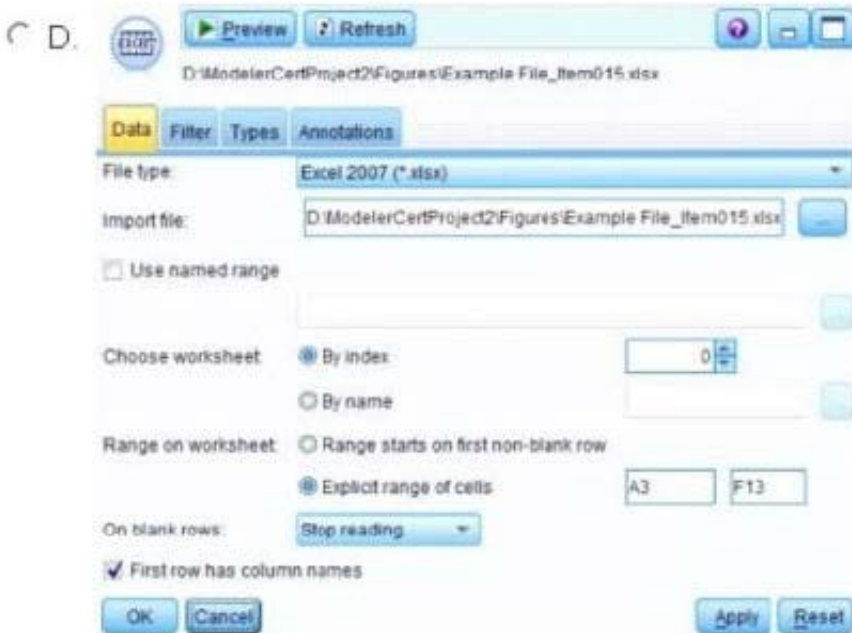 D.
Preview Refresh
D:\ModelerCertProject2\Figures\Example File_Item015.xlsx
Data Filter Types Annotations
File type: Excel 2007 (*.xlsx)
Import file: D:\ModelerCertProject2\Figures\Example File_Item015.xlsx ...
Use named range
Choose worksheet By index 0
By name
Range on worksheet Range starts on first non-blank row
Explicit range of cells A3 F13
On blank rows: Stop reading
First row has column names
OK Cancel Apply Reset